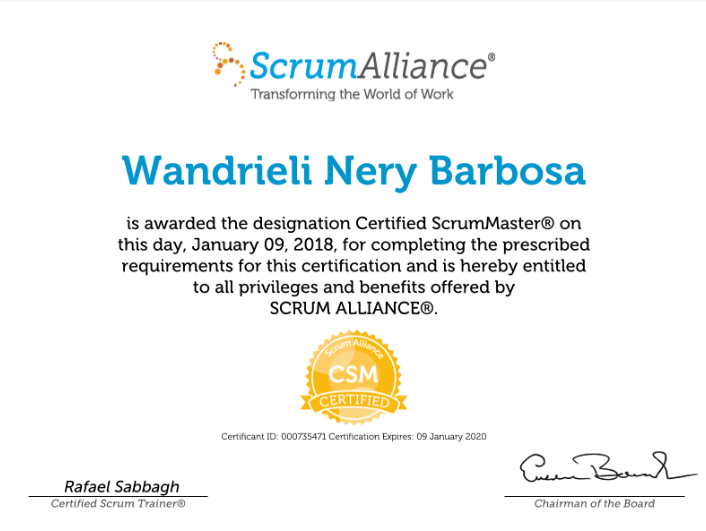 ScrumAlliance®
Transforming the World of Work
Wandrieli Nery Barbosa
is awarded the designation Certified ScrumMaster® on
this day, January 09, 2018, for completing the prescribed
requirements for this certification and is hereby entitled
to all privileges and benefits offered by
SCRUM ALLIANCE®.
Scrum Alliance
CSM
CERTIFIED
Certificant ID: 000735471 Certification Expires: 09 January 2020
Rafael Sabbagh
Certified Scrum Trainer®
Chairman of the Board